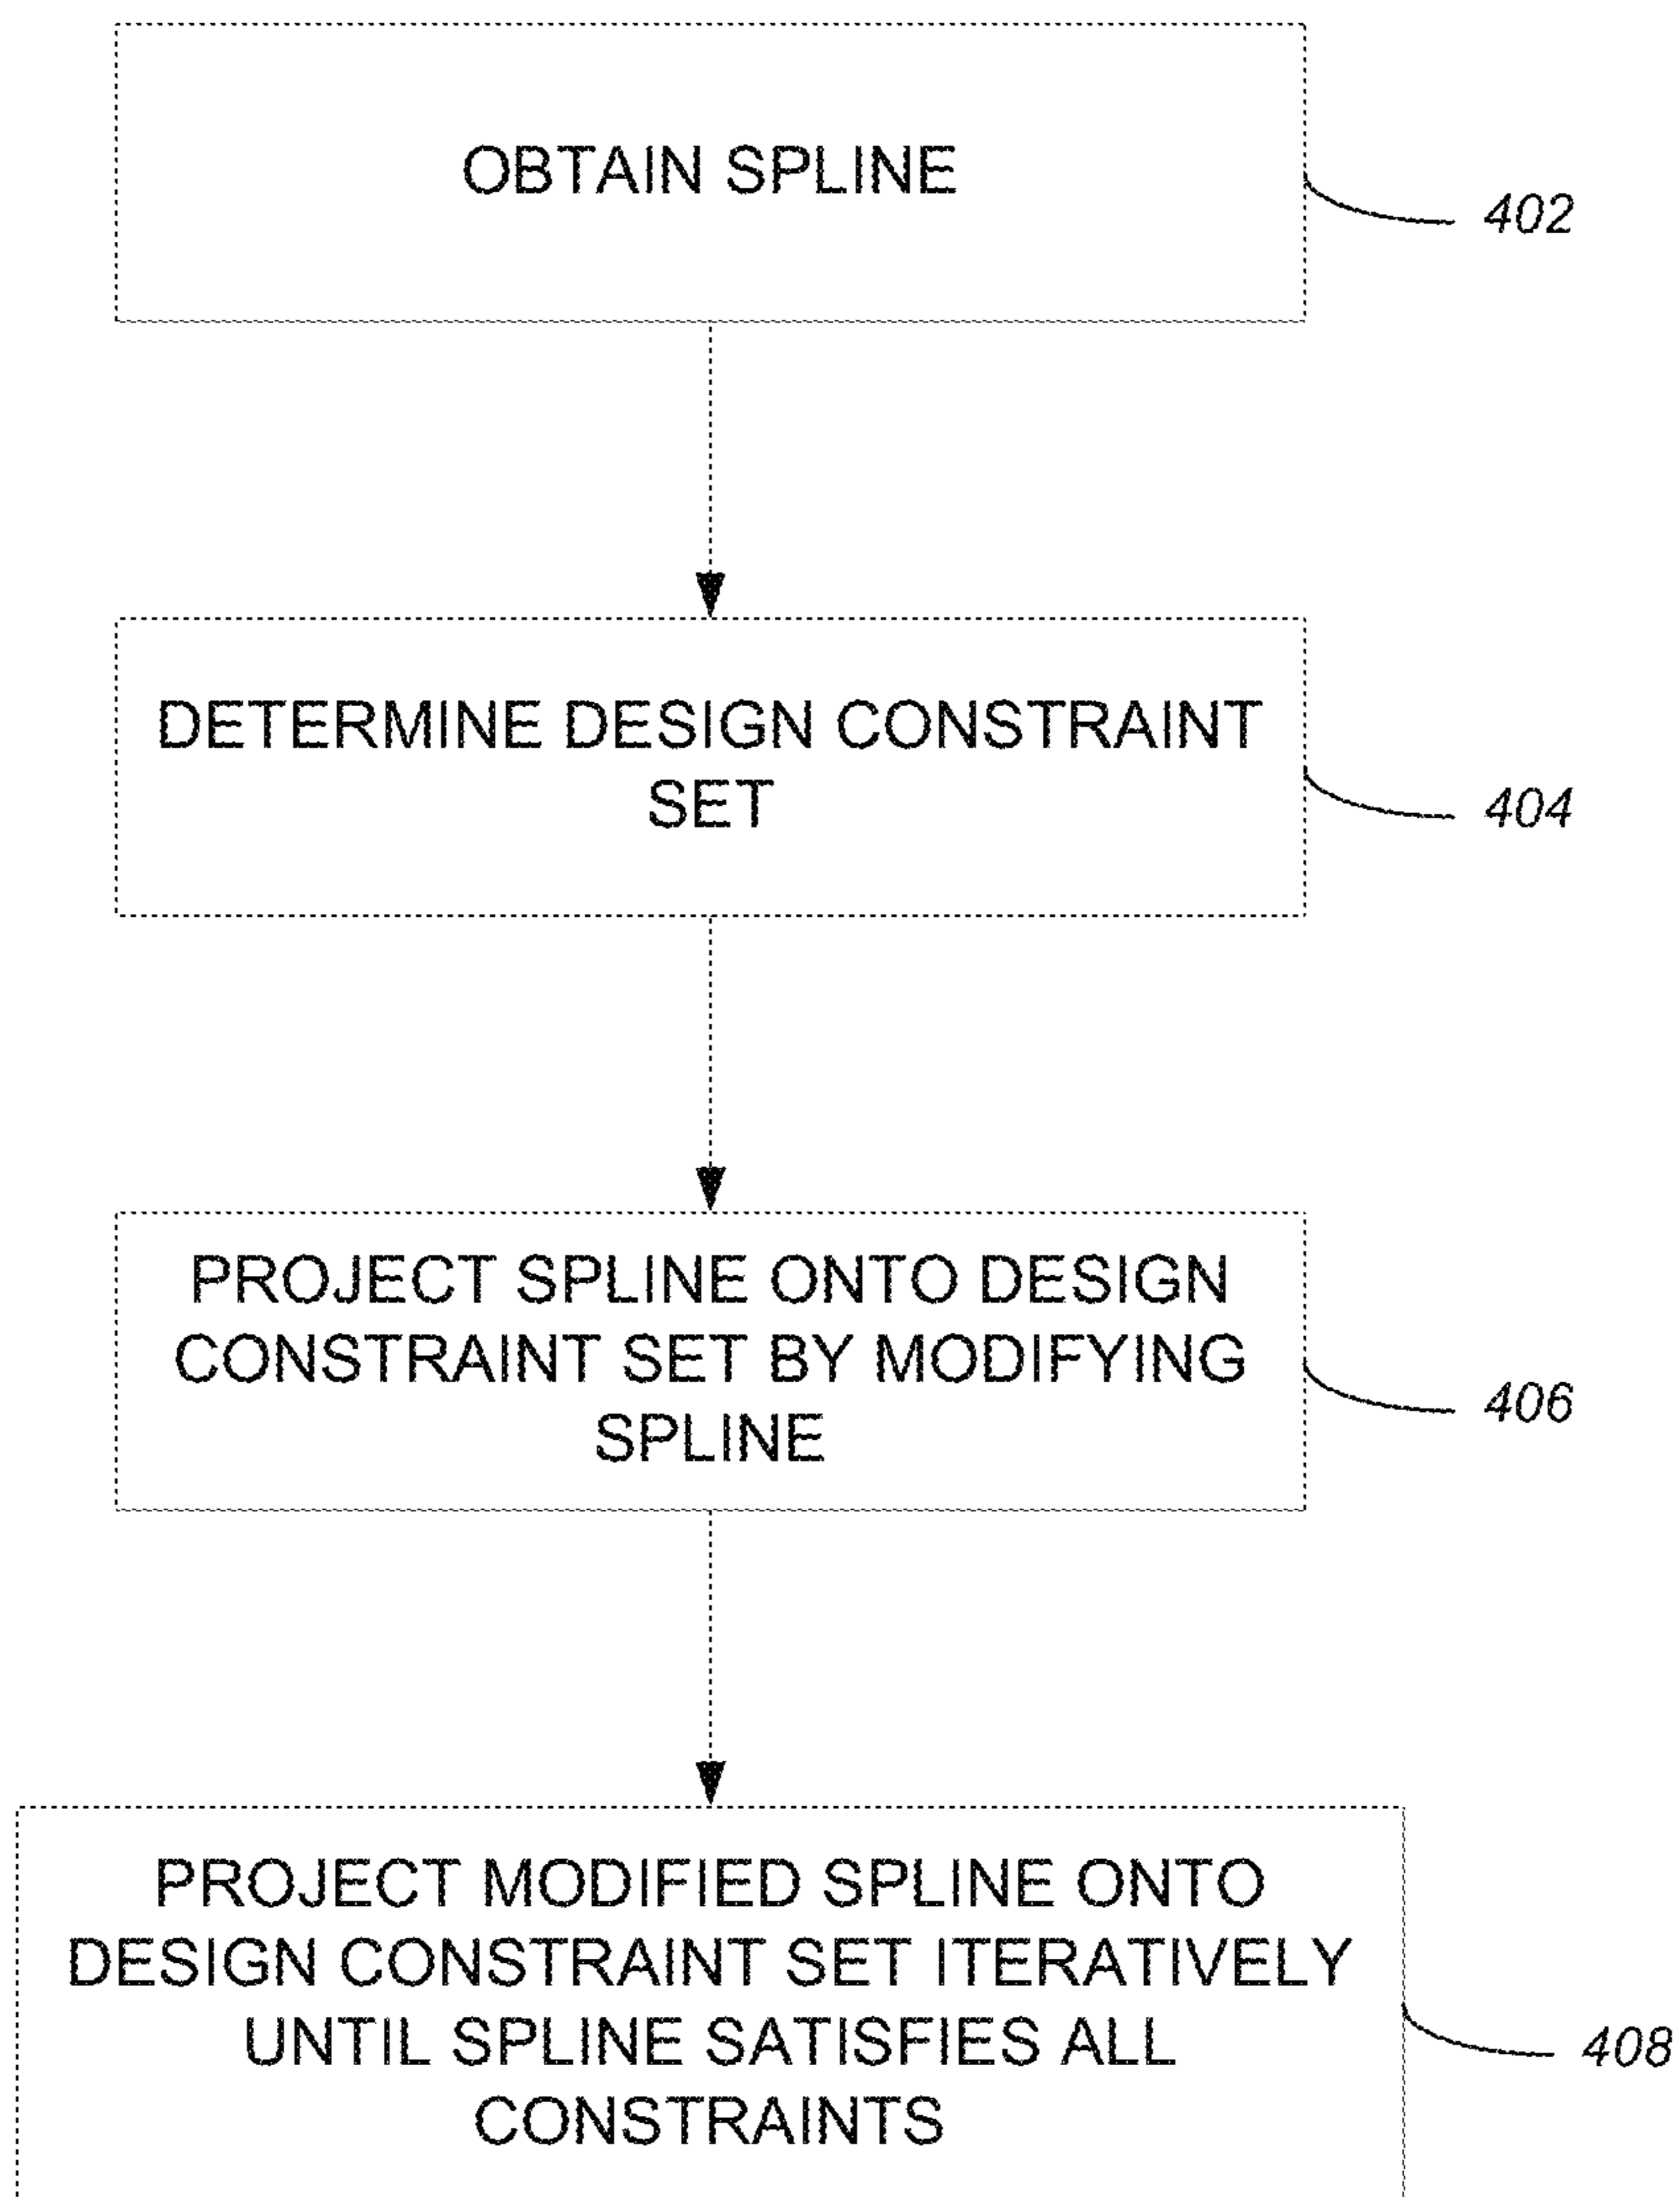 OBTAIN SPLINE
402
DETERMINE DESIGN CONSTRAINT
SET
404
PROJECT SPLINE ONTO DESIGN
CONSTRAINT SET BY MODIFYING
SPLINE
406
PROJECT MODIFIED SPLINE ONTO
DESIGN CONSTRAINT SET ITERATIVELY
UNTIL SPLINE SATISFIES ALL
CONSTRAINTS
408